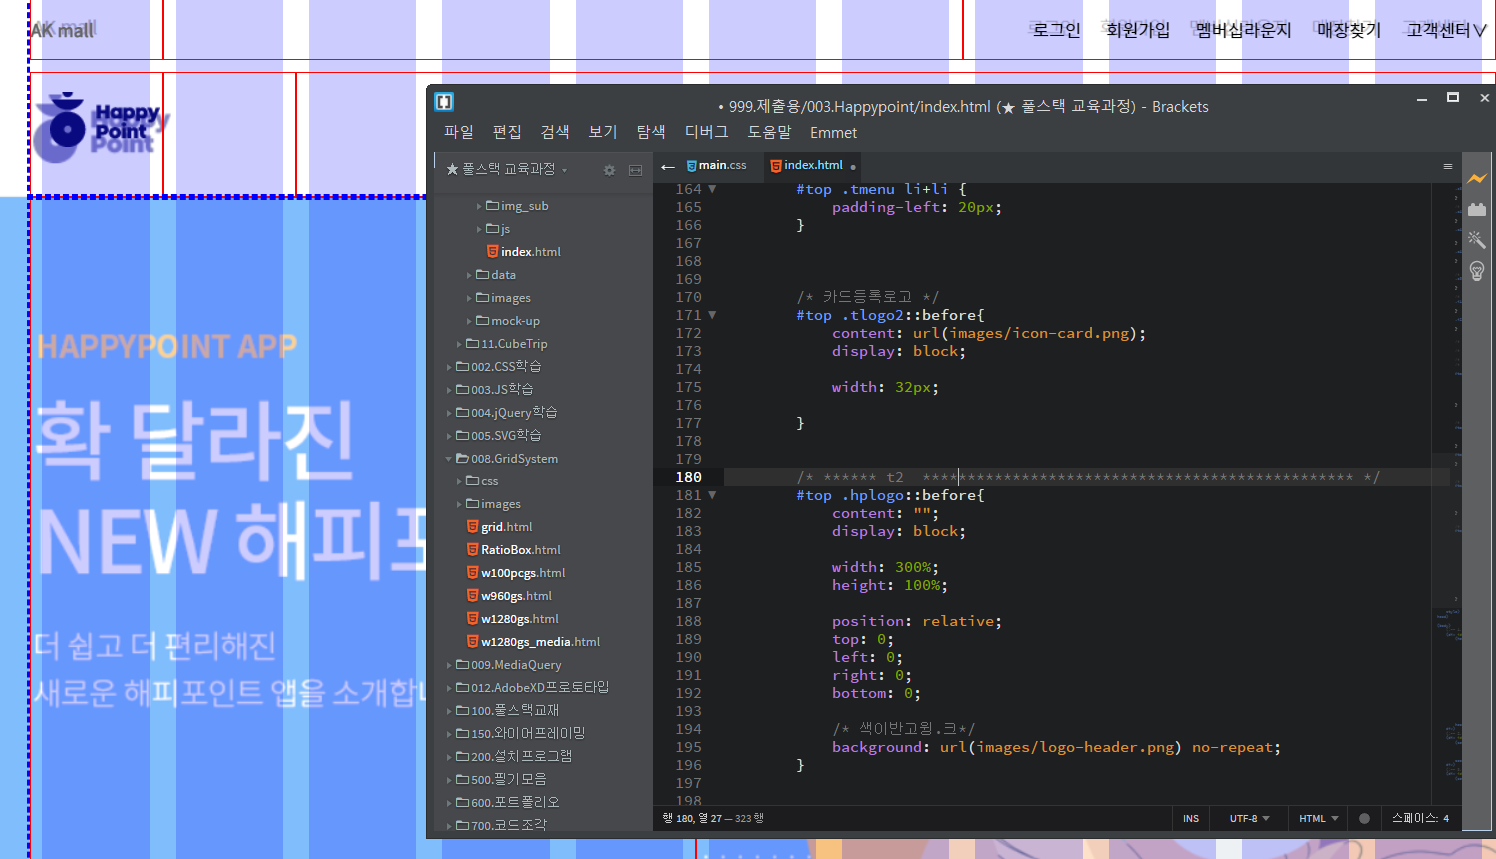 AK mall
로그인 회원가입 멤버십라운지 매장찾기 고객센터
Happy
Point
HAPPYPOINT APP
확 달라진
NEW 해피포
더 쉽고 더 편리해진
새로운 해피포인트 앱을 소개합니
• 999.제출용/003.Happypoint/index.html (★ 풀스택 교육과정) - Brackets
파일 편집 검색 보기 탐색 디버그 도움말 Emmet
★ 풀스택 교육과정
img_sub
js
index.html
data
images
mock-up
11.CubeTrip
002.CSS학습
003.JS학습
004.jQuery학습
005.SVG학습
008.GridSystem
css
images
grid.html
RatioBox.html
w100pcgs.html
w960gs.html
w1280gs.html
w1280gs_media.html
009.MediaQuery
012.AdobeXD프로토타입
100.풀스택교재
150.와이어프레이밍
200.설치프로그램
500.필기모음
600.포트폴리오
700.코드조각
main.css index.html
164 #top .tmenu li+li {
165 padding-left: 20px;
166 }
167
168
169
170 /* 카드등록로고 */
171 #top .tlogo2::before{
172 content: url(images/icon-card.png);
173 display: block;
174
175 width: 32px;
176
177 }
178
179
180 /* ****** t2 ************************************************ */
181 #top .hplogo::before{
182 content: "";
183 display: block;
184
185 width: 300%;
186 height: 100%;
187
188 position: relative;
189 top: 0;
190 left: 0;
191 right: 0;
192 bottom: 0;
193
194 /* 색이반고윙.크*/
195 background: url(images/logo-header.png) no-repeat;
196 }
197
198
행 180, 열 27 — 323 행 INS UTF-8 HTML 스페이스: 4